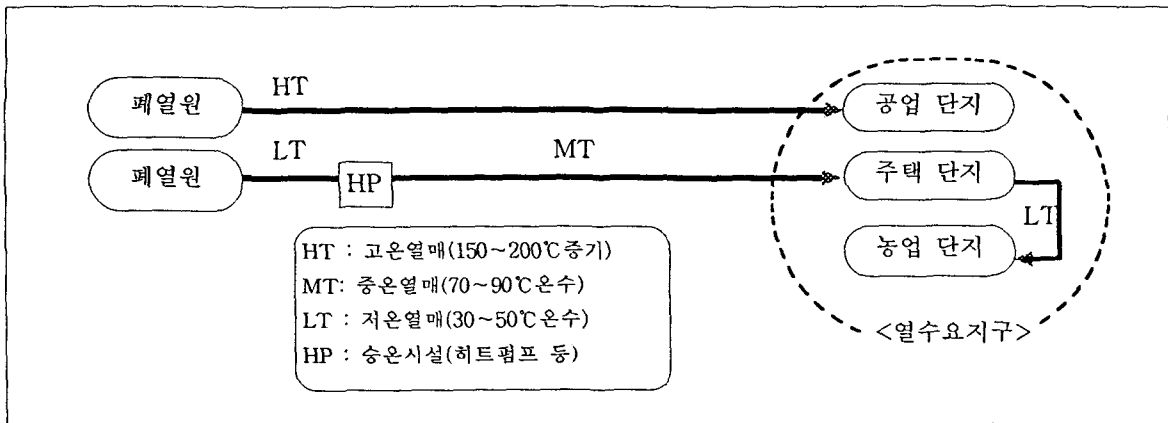 HT
폐열원
공업 단지
LT
MT
폐열원
HP
주택 단지
LT
농업 단지
HT : 고온열매(150~200℃증기)
MT: 중온열매(70~90℃온수)
LT : 저온열매(30~50℃온수)
HP : 승온시설(히트펌프 등)
<열수요지구>